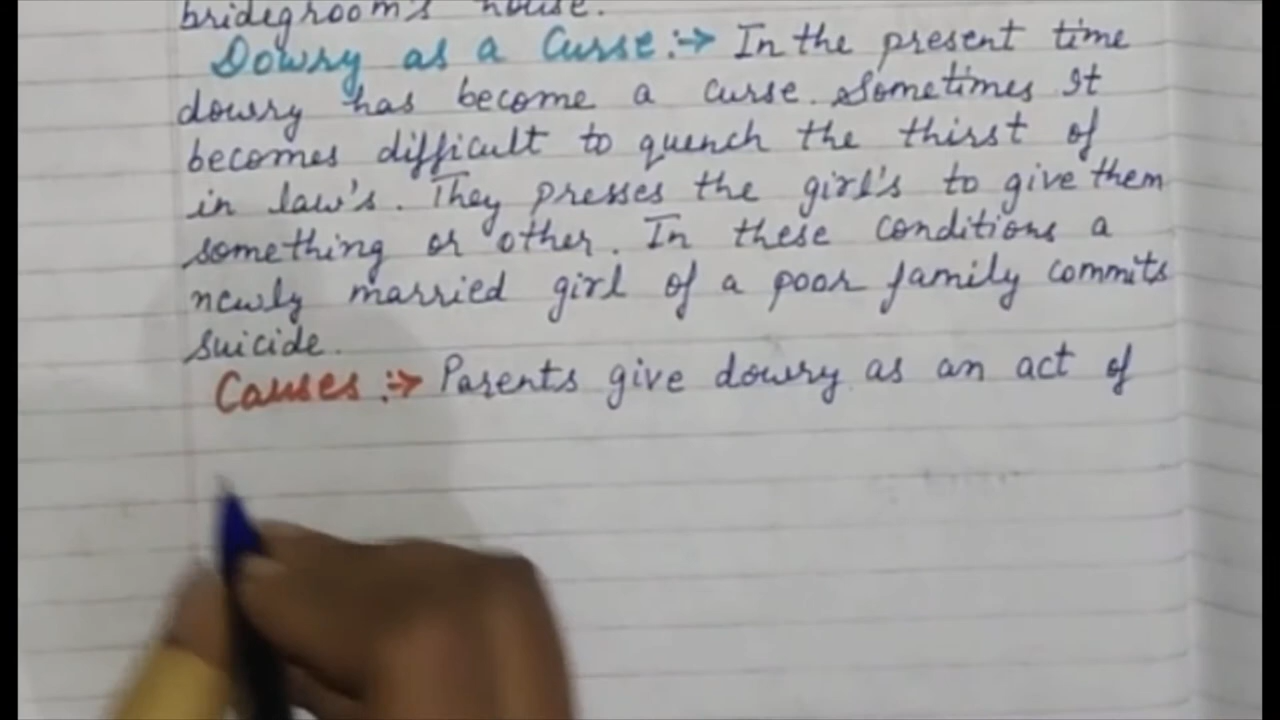 bridegroom's house.
Dowry as a Curse :→ In the present time
dowry has become a curse. Sometimes It
becomes difficult to quench the thirst of
in law's. They presses the girl's to give them
something or other. In these conditions a
newly married girl of a poor family commits
suicide.
Causes :→ Parents give dowry as an act of